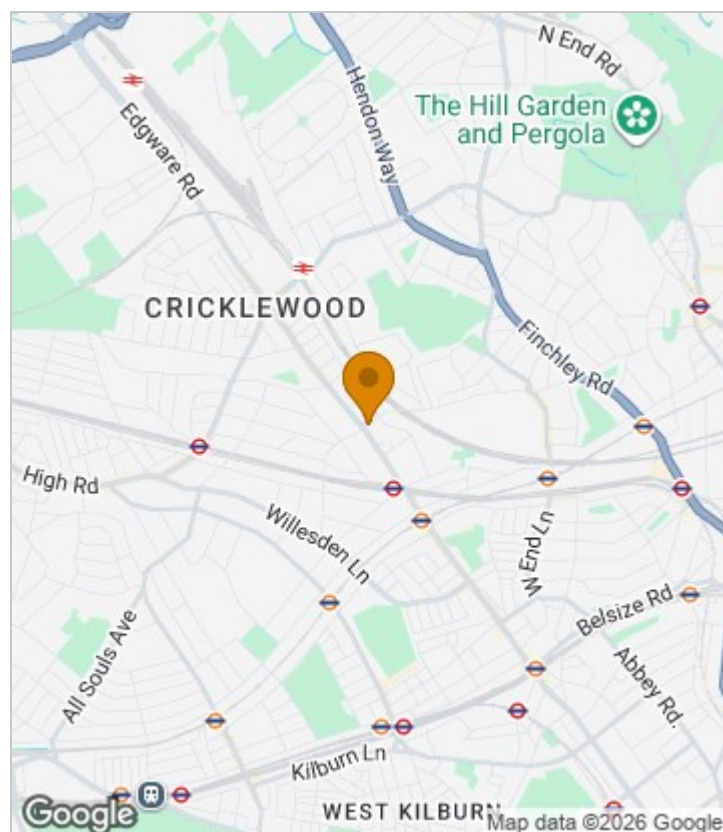 N End Rd
The Hill Garden
and Pergola
Hendon Way
Edgware Rd
CRICKLEWOOD
Finchley Rd
High Rd
Willesden Ln
W End Ln
Belsize Rd
All Souls Ave
Abbey Rd.
Kilburn Ln
WEST KILBURN
Google
Map data ©2026 Google